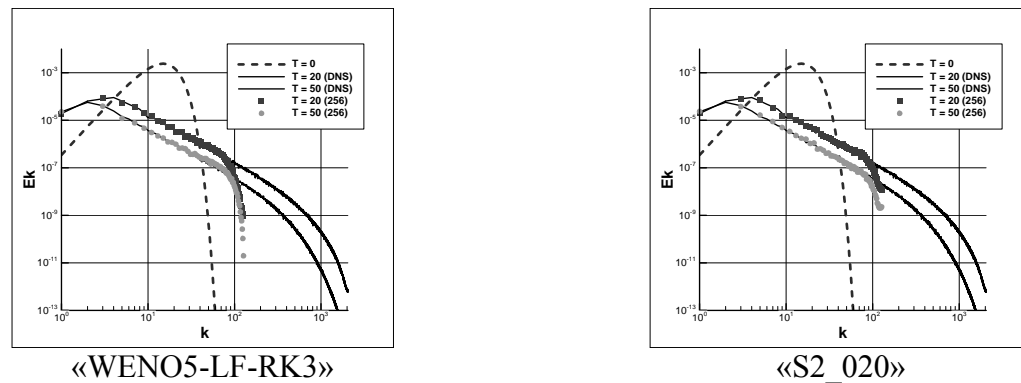 T = 0
T = 20 (DNS)
T = 50 (DNS)
T = 20 (256)
T = 50 (256)
10⁻³
10⁻⁵
10⁻⁷
10⁻⁹
10⁻¹¹
10⁻¹³
Ek
10⁰ 10¹ 10² 10³
k
«WENO5-LF-RK3»
T = 0
T = 20 (DNS)
T = 50 (DNS)
T = 20 (256)
T = 50 (256)
10⁻³
10⁻⁵
10⁻⁷
10⁻⁹
10⁻¹¹
10⁻¹³
Ek
10⁰ 10¹ 10² 10³
k
«S2_020»